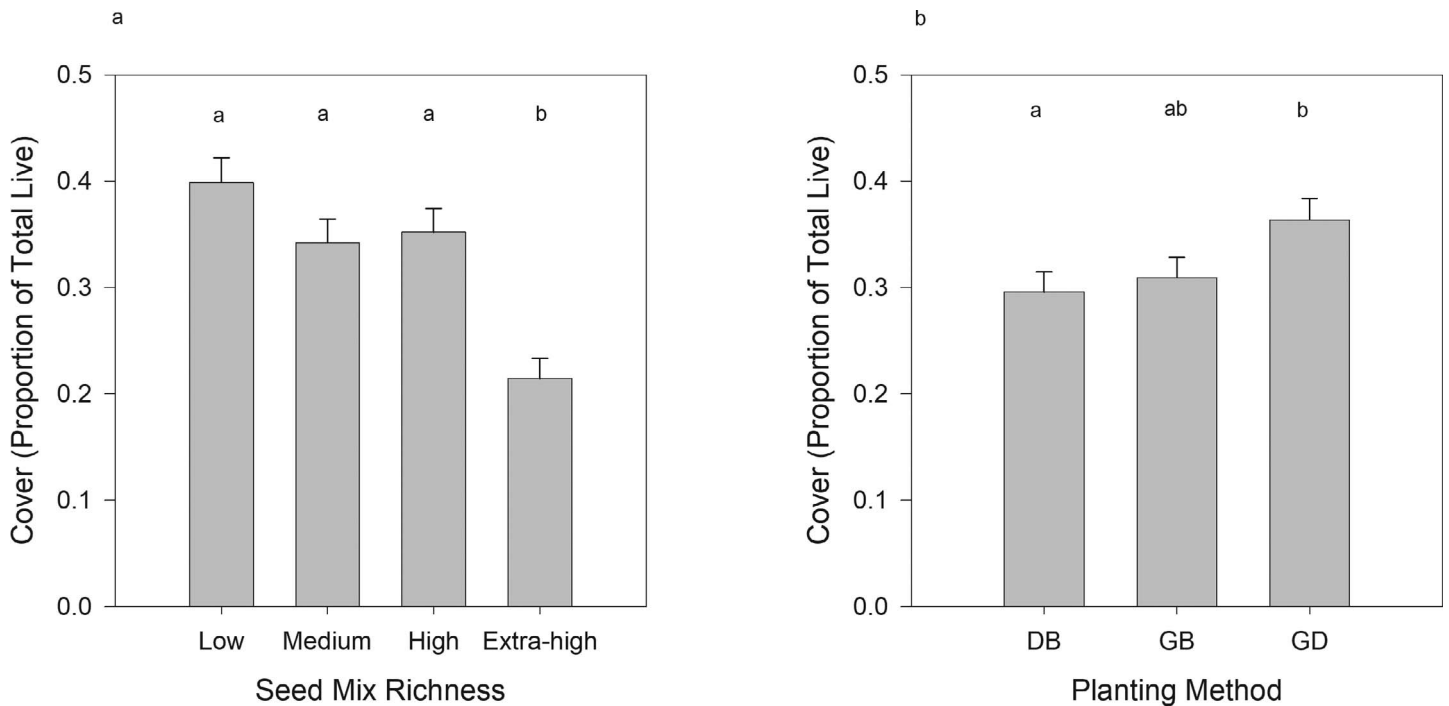 a
Cover (Proportion of Total Live)
0.5
0.4
0.3
0.2
0.1
0.0
a a a b
Low Medium High Extra-high
Seed Mix Richness
b
Cover (Proportion of Total Live)
0.5
0.4
0.3
0.2
0.1
0.0
a ab b
DB GB GD
Planting Method